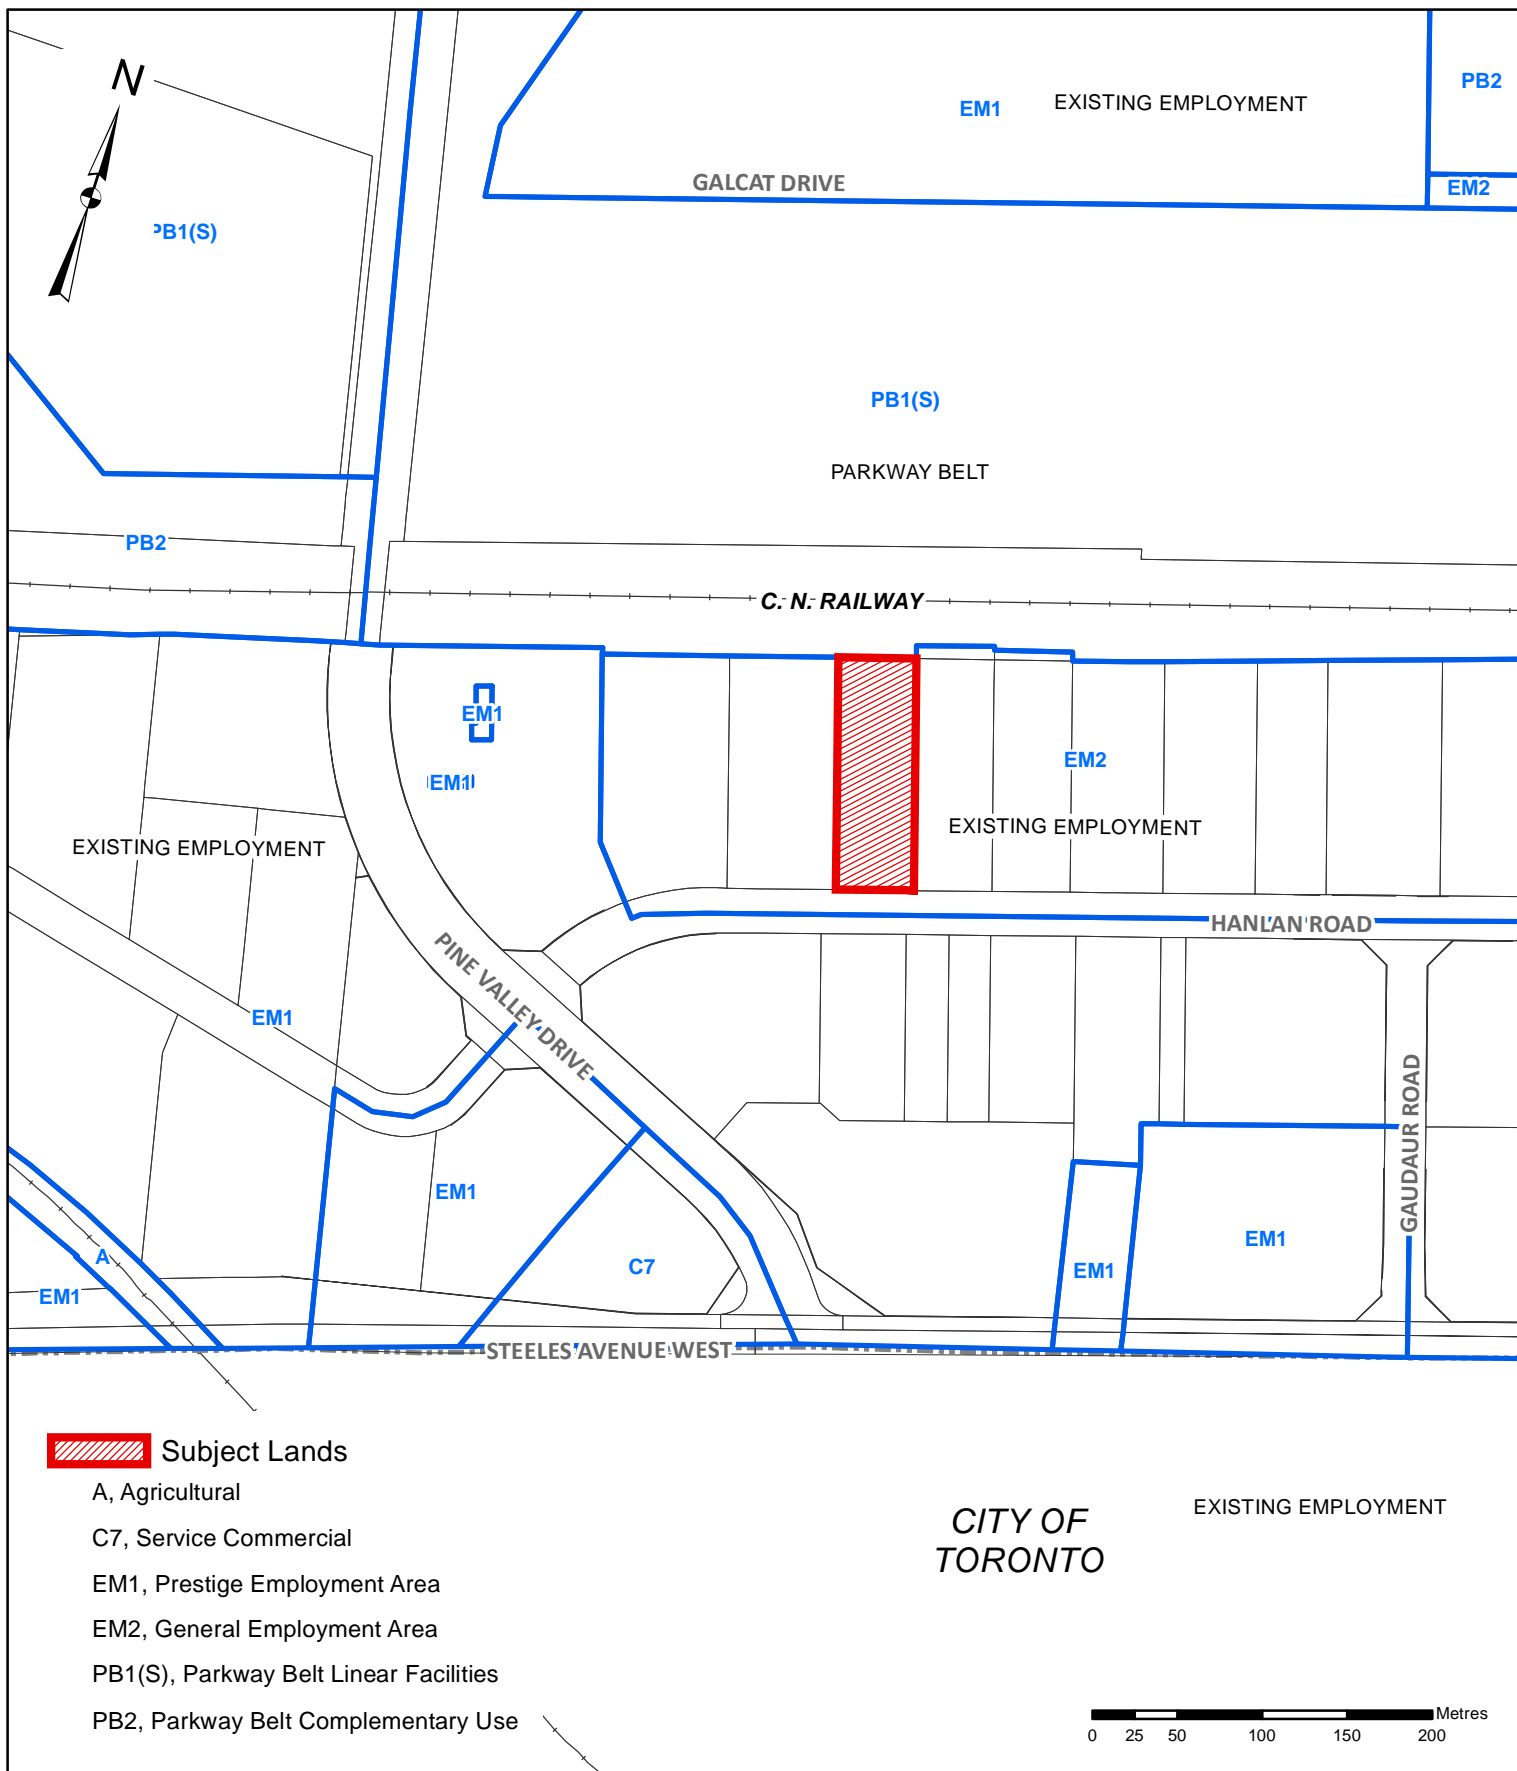 N
PB2
EM1
EXISTING EMPLOYMENT
GALCAT DRIVE
EM2
PB1(S)
PB1(S)
PARKWAY BELT
PB2
C. N. RAILWAY
EM1
EM1
EM2
EXISTING EMPLOYMENT
EXISTING EMPLOYMENT
HANLAN ROAD
PINE VALLEY DRIVE
EM1
GAUDAUR ROAD
EM1
A
C7
EM1
EM1
EM1
STEELES AVENUE WEST
Subject Lands
A, Agricultural
C7, Service Commercial
EM1, Prestige Employment Area
EM2, General Employment Area
PB1(S), Parkway Belt Linear Facilities
PB2, Parkway Belt Complementary Use
CITY OF
TORONTO
EXISTING EMPLOYMENT
Metres
0 25 50 100 150 200